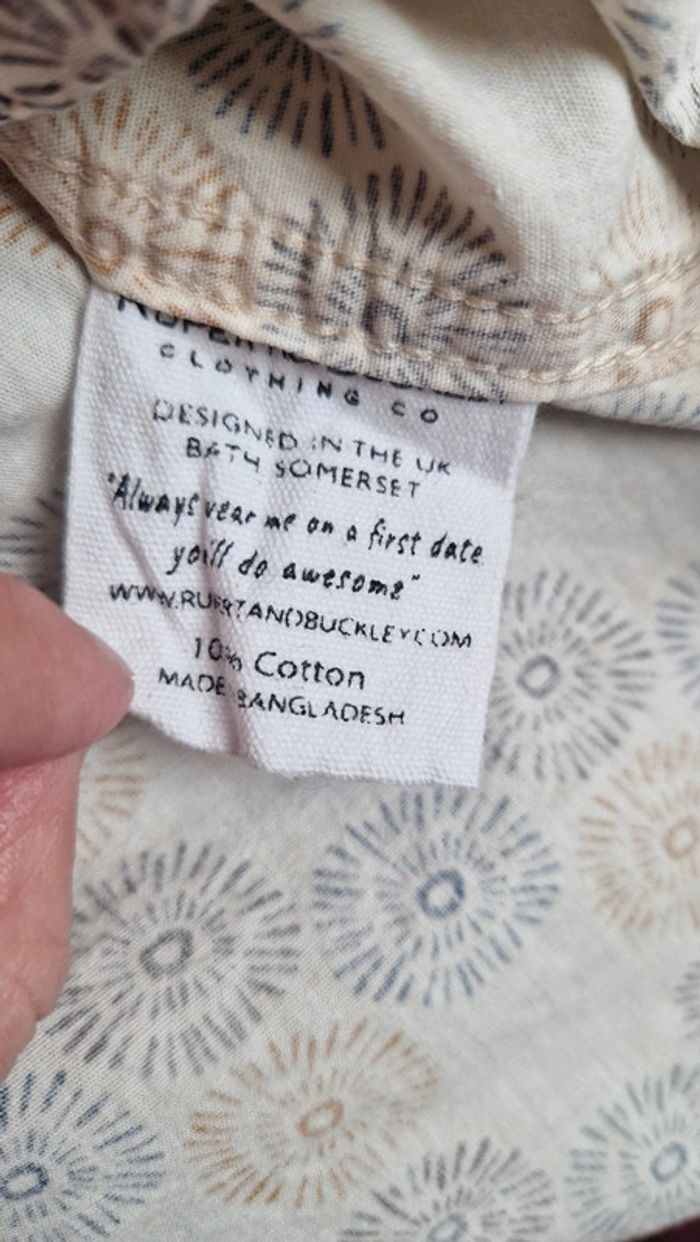 CLOTHING CO
DESIGNED IN THE UK
BATH SOMERSET
"Always wear me on a first date
you'll do awesome"
WWW.RUPERTANDBUCKLEY.COM
10% Cotton
MADE BANGLADESH